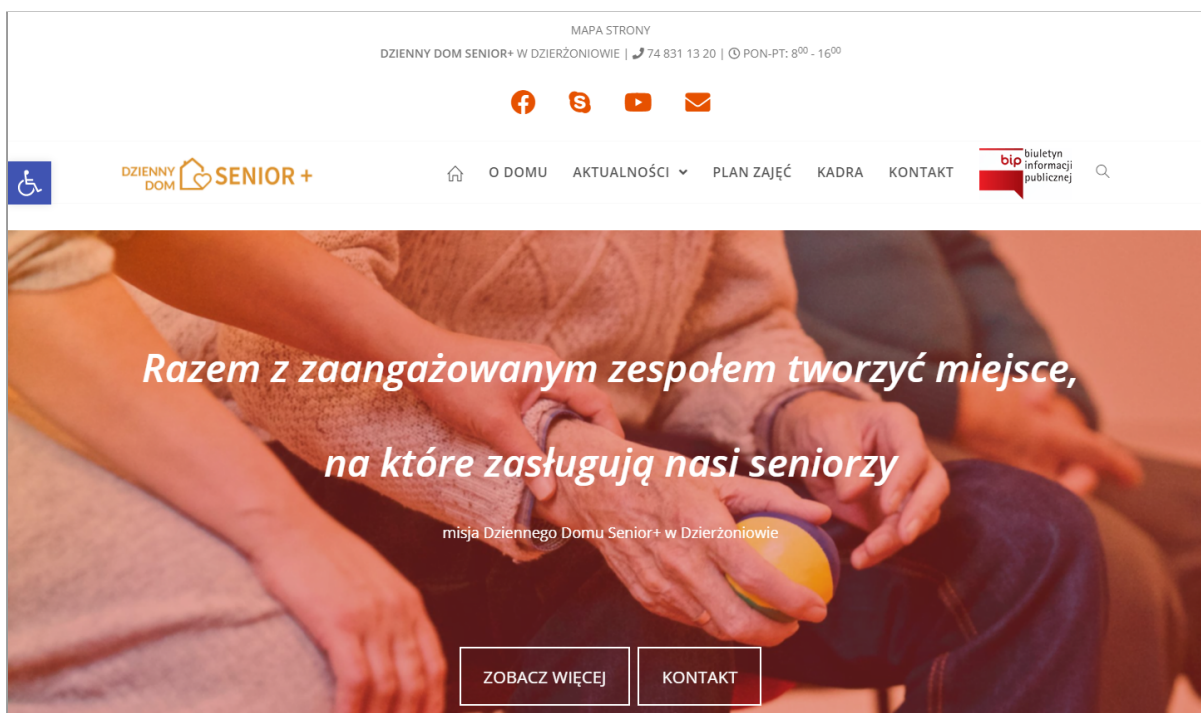 MAPA STRONY
DZIENNY DOM SENIOR+ W DZIERŻONIOWIE | 74 831 13 20 | PON-PT: 8⁰⁰ - 16⁰⁰
DZIENNY DOM SENIOR +
O DOMU AKTUALNOŚCI PLAN ZAJĘĆ KADRA KONTAKT
bip biuletyn informacji publicznej
Razem z zaangażowanym zespołem tworzyć miejsce,
na które zasługują nasi seniorzy
misja Dziennego Domu Senior+ w Dzierżoniowie
ZOBACZ WIĘCEJ KONTAKT